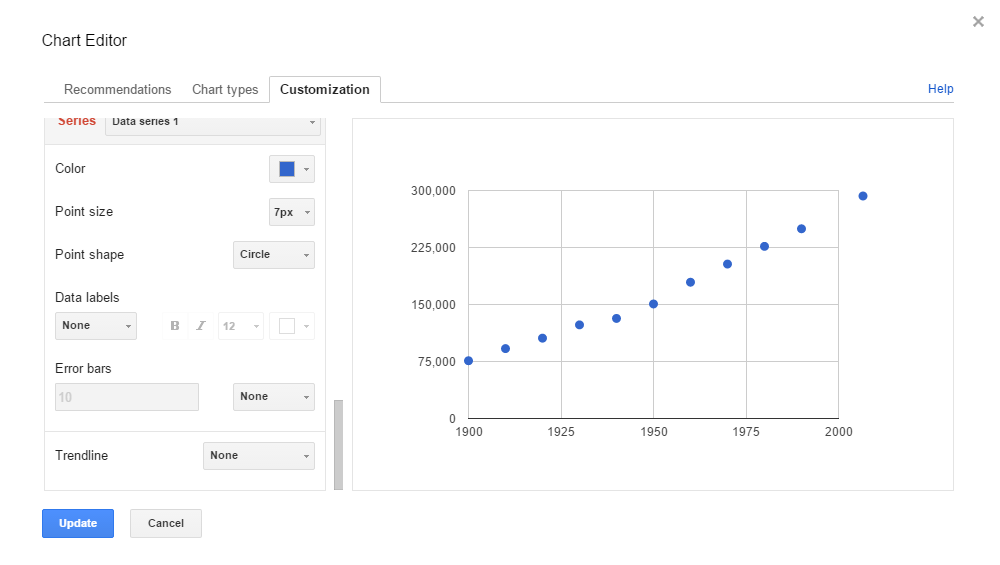 ×
Chart Editor
Recommendations Chart types Customization Help
Series Data series 1
Color
Point size 7px
Point shape Circle
Data labels
None B I 12
Error bars
10 None
Trendline None
300,000
225,000
150,000
75,000
0
1900 1925 1950 1975 2000
Update Cancel